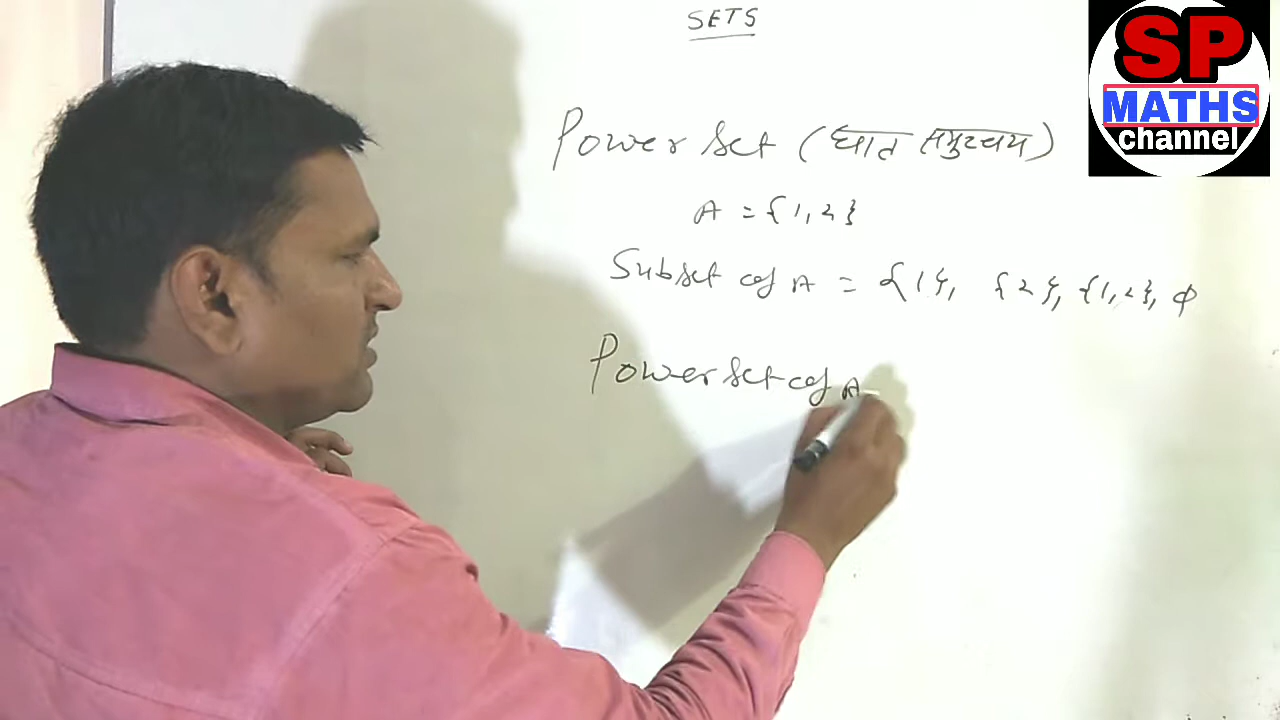 SETS
SP
MATHS
channel
Power Set (घात समुच्चय)
A = {1, 2}
Subset of A = {1}, {2}, {1, 2}, ϕ
Power Set of A